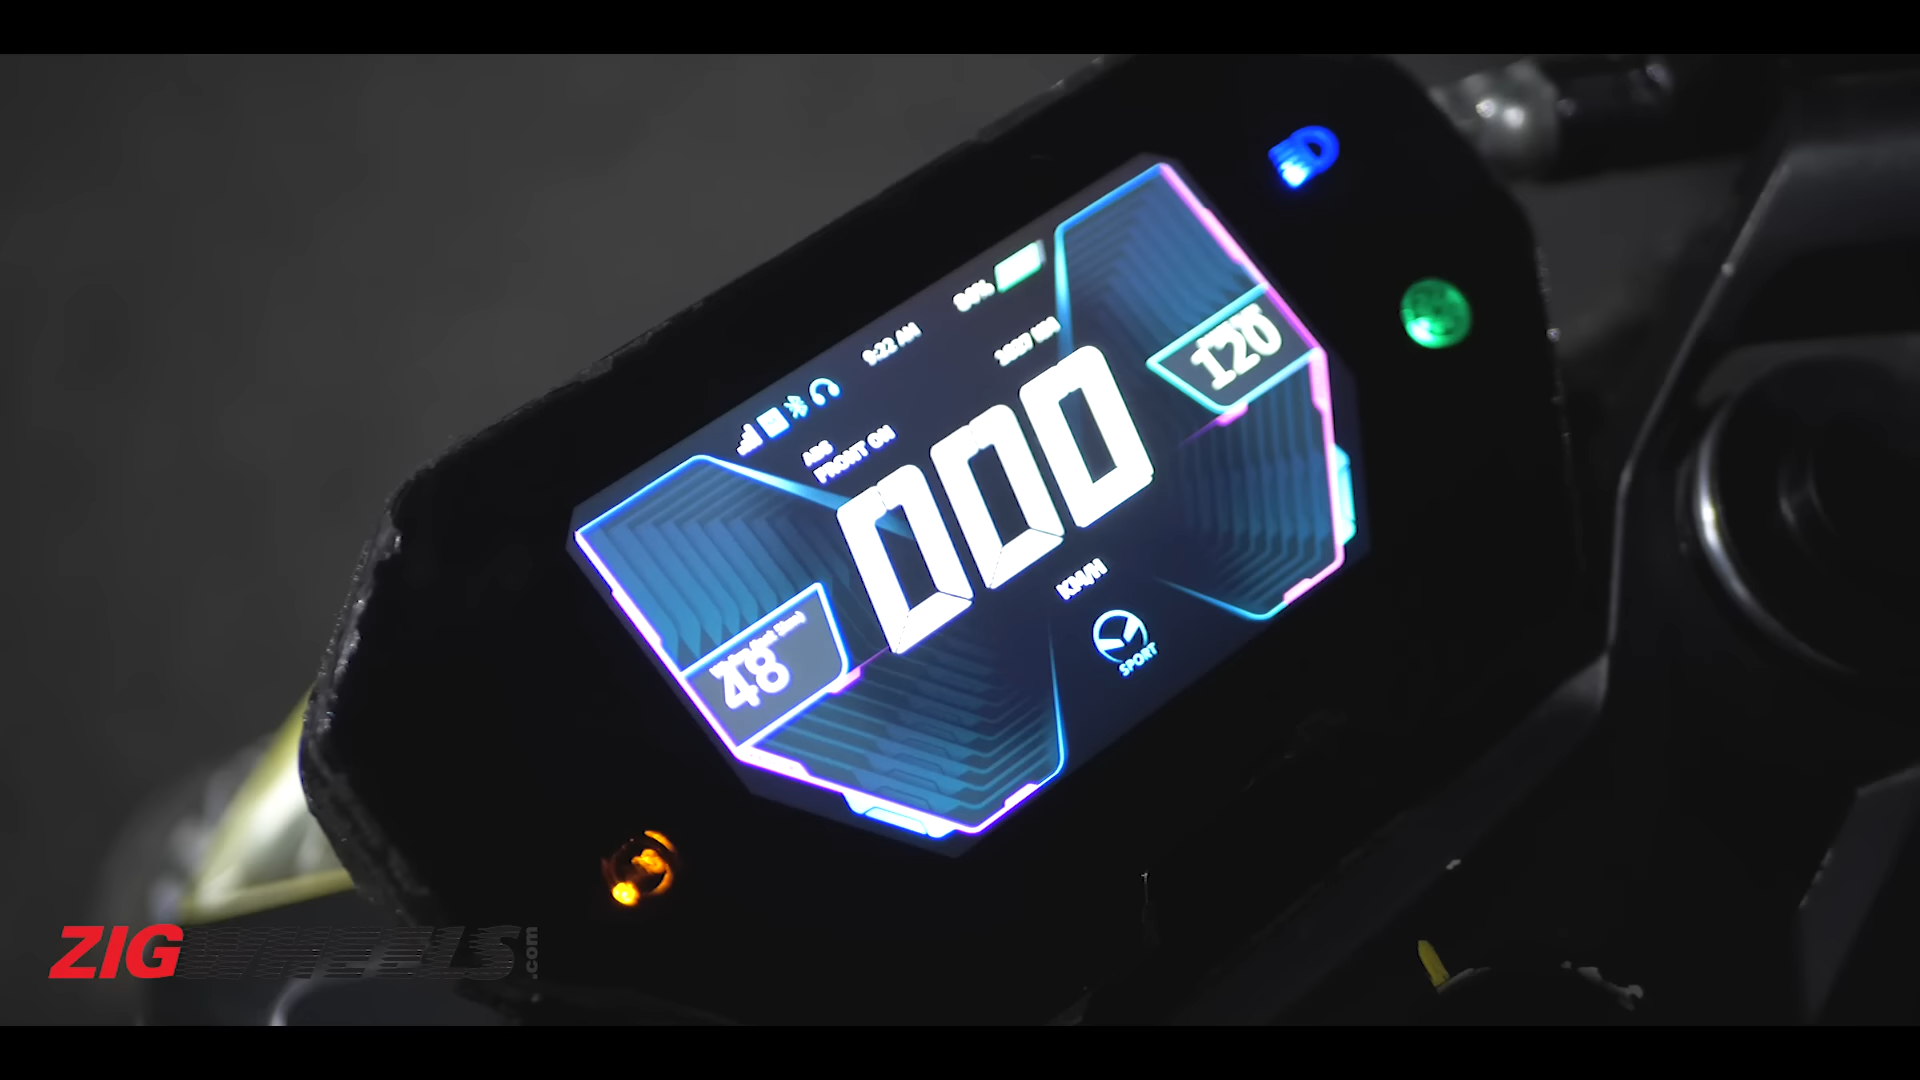 9:22 AM
ABS
FRONT ON
000
KM/H
120
48
SPORT
ZIGWHEELS.com